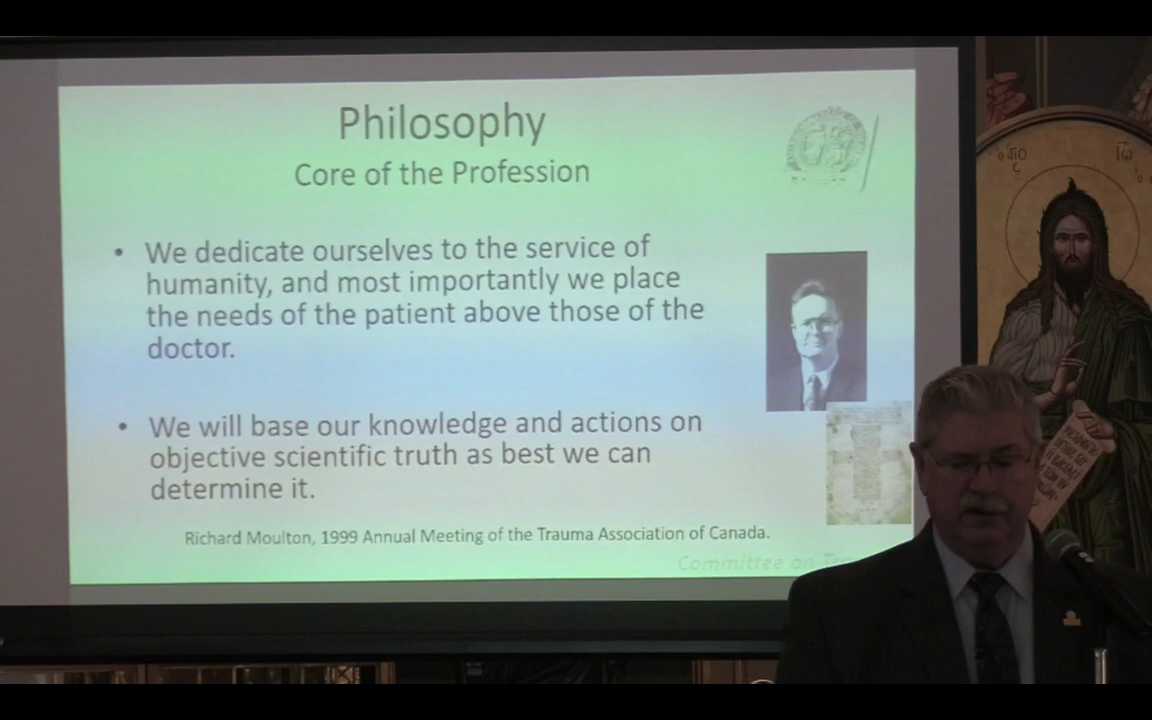 Philosophy
Core of the Profession
• We dedicate ourselves to the service of
humanity, and most importantly we place
the needs of the patient above those of the
doctor.
• We will base our knowledge and actions on
objective scientific truth as best we can
determine it.
Richard Moulton, 1999 Annual Meeting of the Trauma Association of Canada.
Committee on